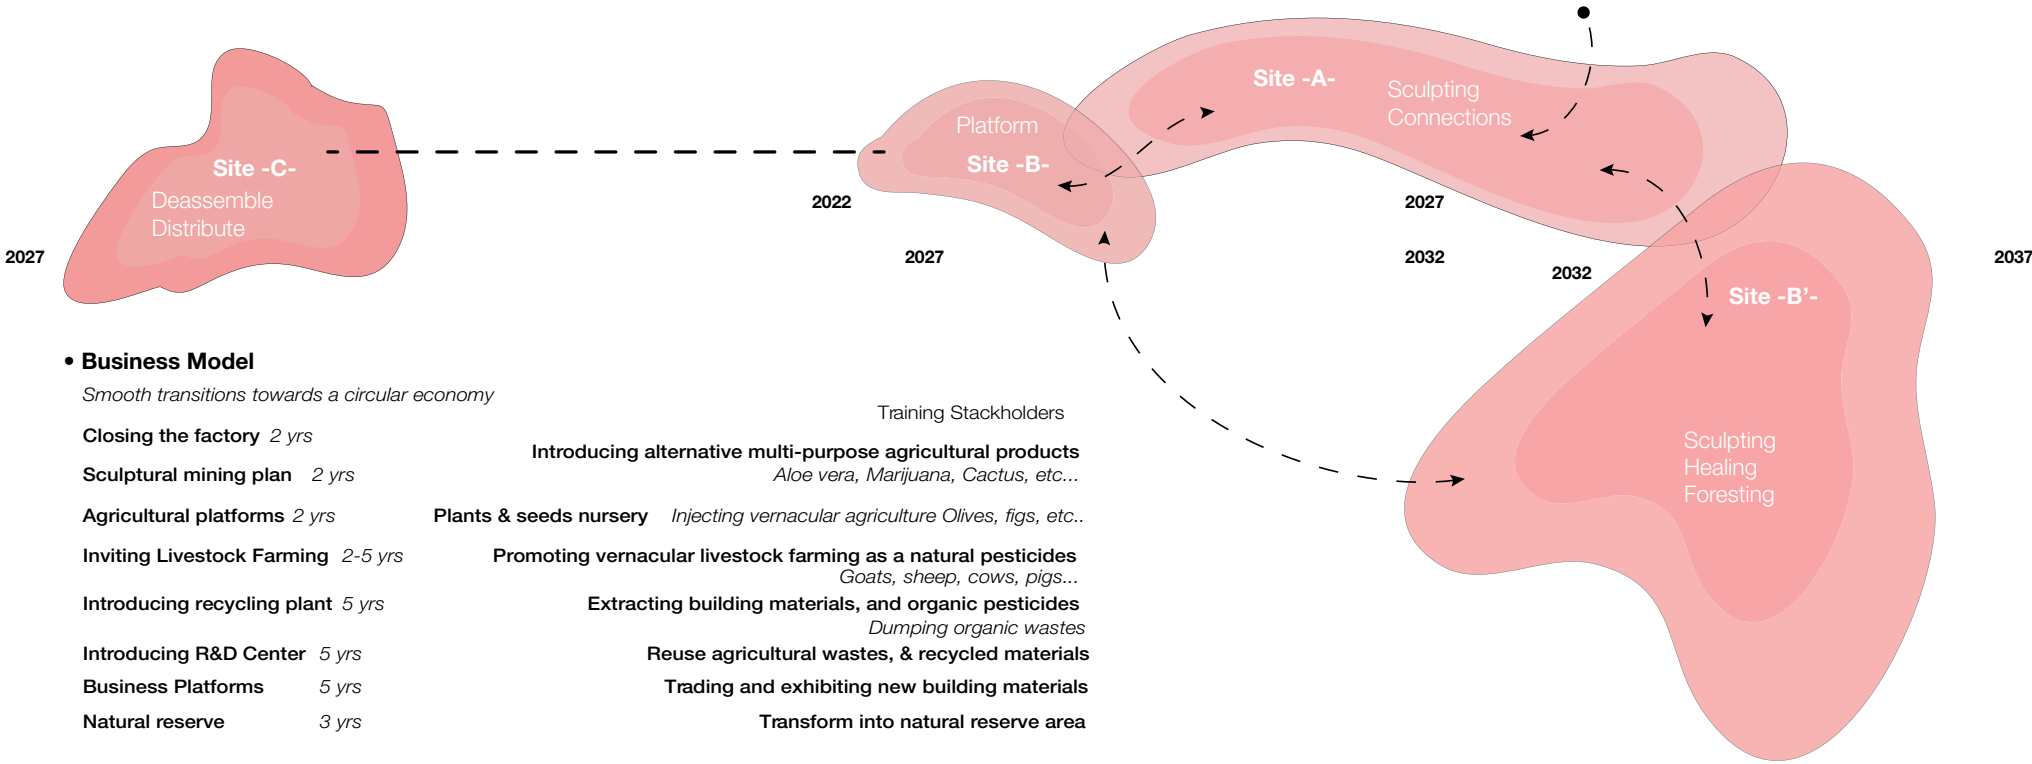 Site -A-
Sculpting
Connections
Platform
Site -B-
Site -C-
Deassemble
Distribute
2022
2027
2027
2027
2032
2032
2037
Site -B’-
Sculpting
Healing
Foresting
• Business Model
Smooth transitions towards a circular economy
Training Stackholders
Closing the factory 2 yrs
Introducing alternative multi-purpose agricultural products
Sculptural mining plan 2 yrs
Aloe vera, Marijuana, Cactus, etc...
Agricultural platforms 2 yrs
Plants & seeds nursery Injecting vernacular agriculture Olives, figs, etc..
Inviting Livestock Farming 2-5 yrs
Promoting vernacular livestock farming as a natural pesticides
Goats, sheep, cows, pigs...
Introducing recycling plant 5 yrs
Extracting building materials, and organic pesticides
Dumping organic wastes
Introducing R&D Center 5 yrs
Reuse agricultural wastes, & recycled materials
Business Platforms 5 yrs
Trading and exhibiting new building materials
Natural reserve 3 yrs
Transform into natural reserve area